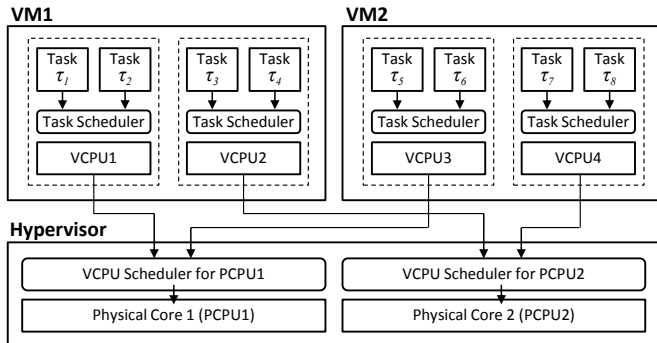 VM1
VM2
Task Task Task Task Task Task Task Task
τ1 τ2 τ3 τ4 τ5 τ6 τ7 τ8
Task Scheduler Task Scheduler Task Scheduler Task Scheduler
VCPU1 VCPU2 VCPU3 VCPU4
Hypervisor
VCPU Scheduler for PCPU1 VCPU Scheduler for PCPU2
Physical Core 1 (PCPU1) Physical Core 2 (PCPU2)